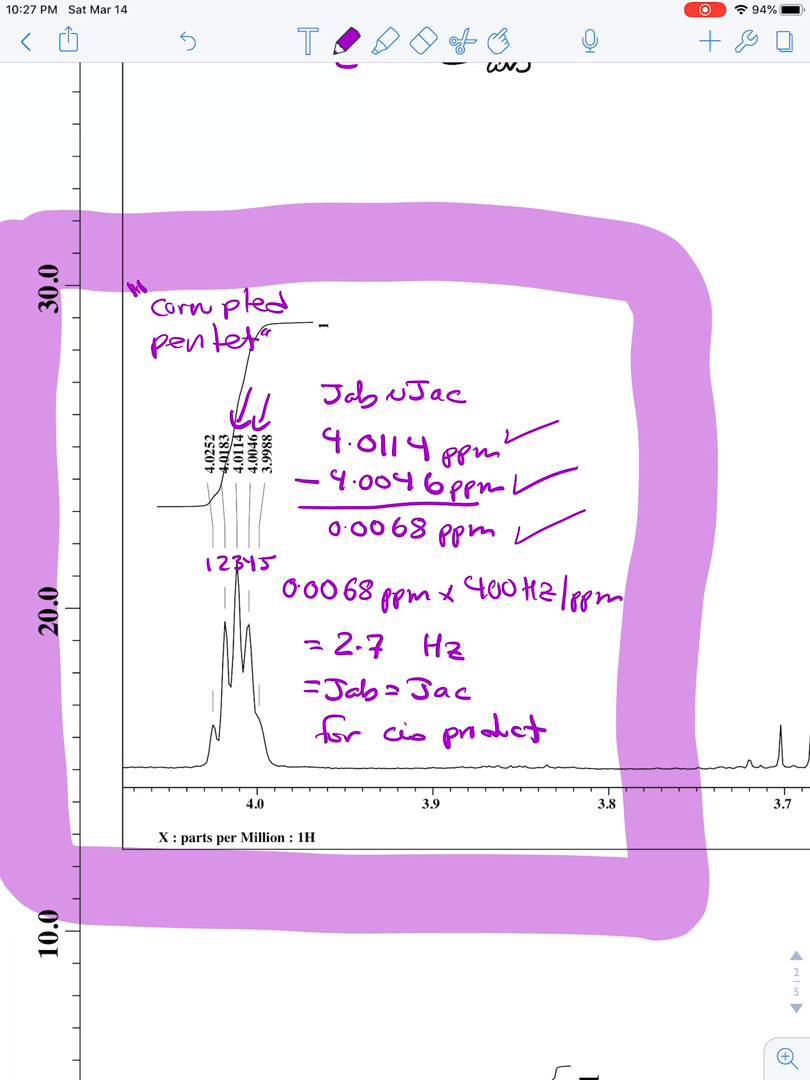 10:27 PM Sat Mar 14
94%
T
ans
30.0
"Corrupted
pentet"
1
Jab ~ Jac
4.0252
4.0183
4.0114
4.0046
3.9988
4.0114 ppm
- 4.0046 ppm
0.0068 ppm
12345
0.0068 ppm x 400 Hz/ppm
20.0
= 2.7 Hz
= Jab = Jac
for cis product
4.0 3.9 3.8 3.7
X : parts per Million : 1H
10.0
2
5